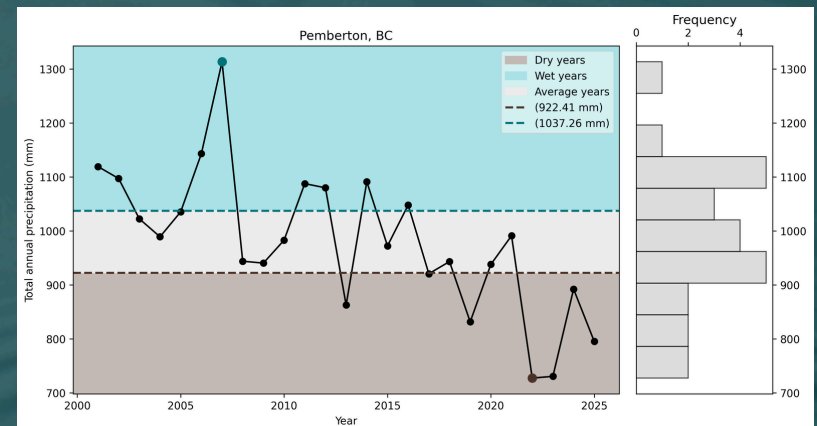 Pemberton, BC
Frequency
0 2 4
Dry years
Wet years
Average years
(922.41 mm)
(1037.26 mm)
Total annual precipitation (mm)
1300
1200
1100
1000
900
800
700
2000 2005 2010 2015 2020 2025
Year
1300
1200
1100
1000
900
800
700